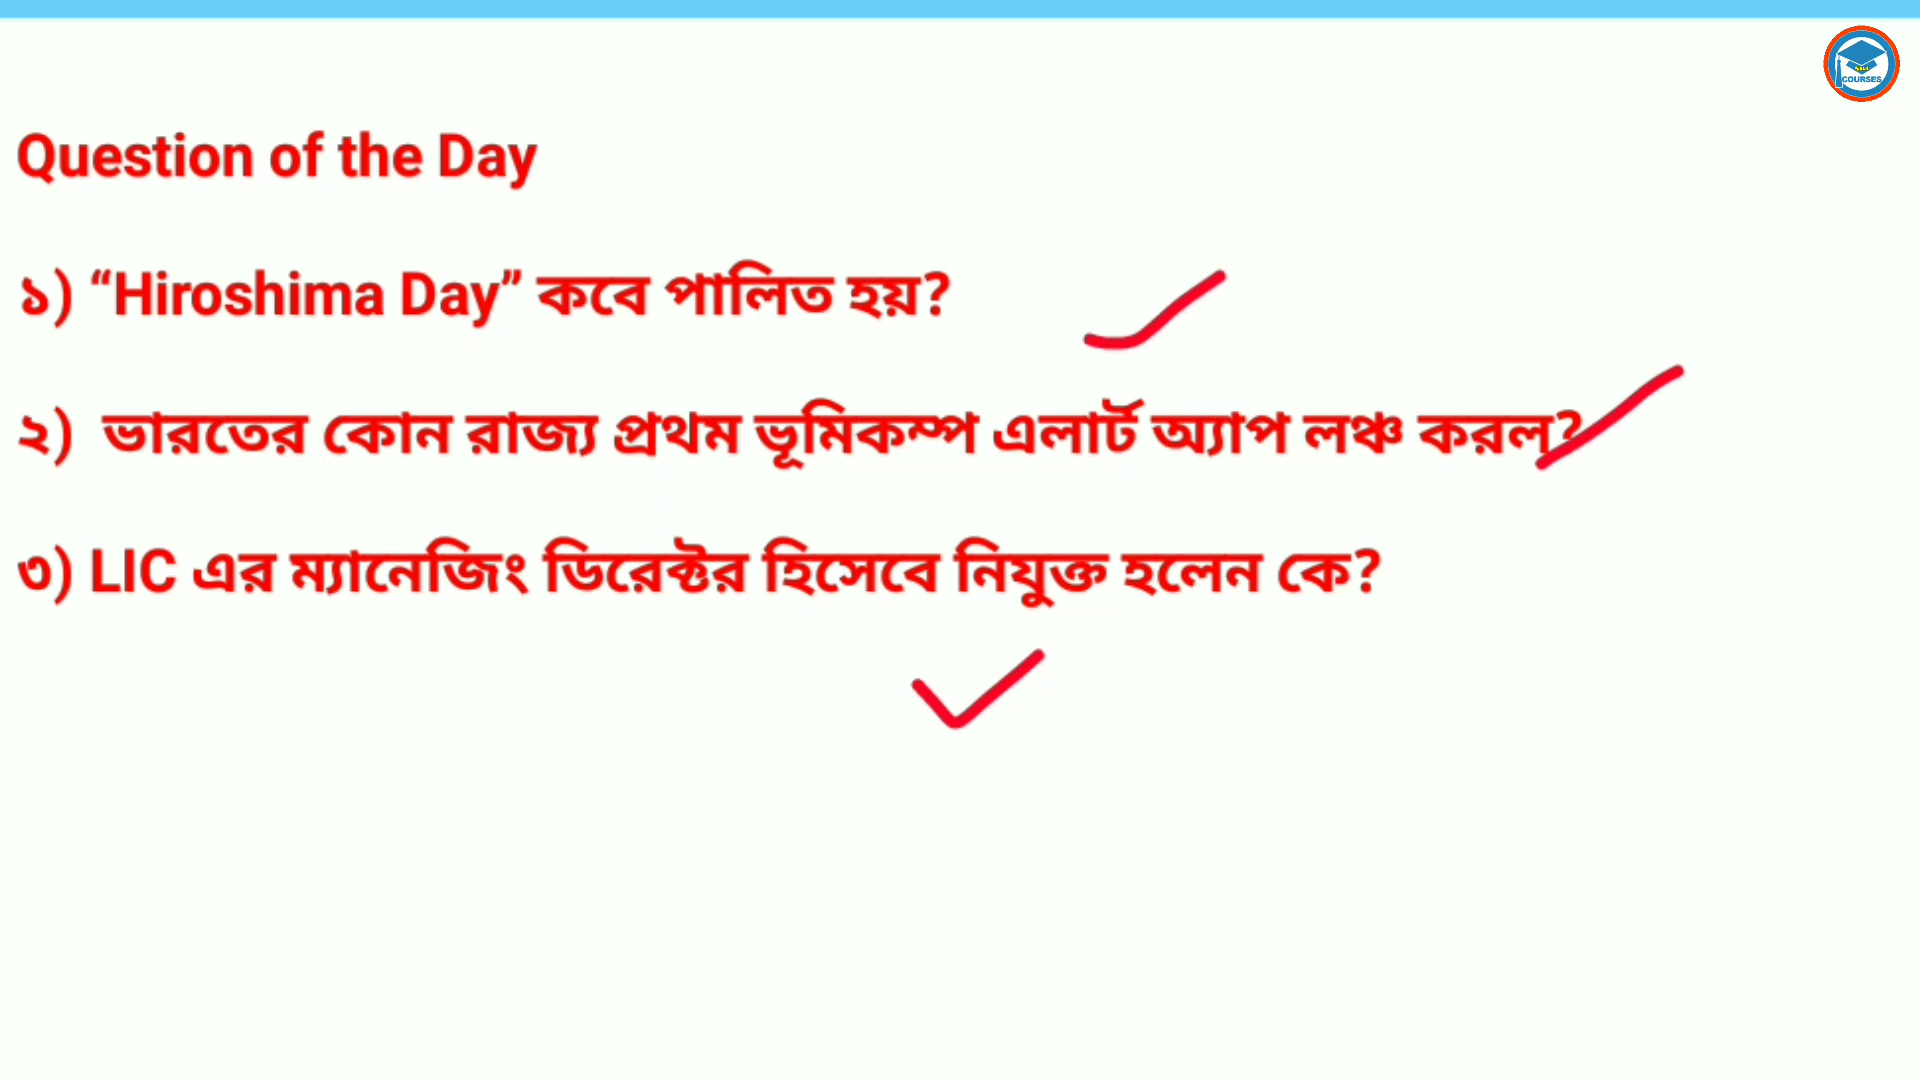 COURSES
Question of the Day
১) “Hiroshima Day” কবে পালিত হয়?
২) ভারতের কোন রাজ্য প্রথম ভূমিকম্প এলার্ট অ্যাপ লঞ্চ করল?
৩) LIC এর ম্যানেজিং ডিরেক্টর হিসেবে নিযুক্ত হলেন কে?